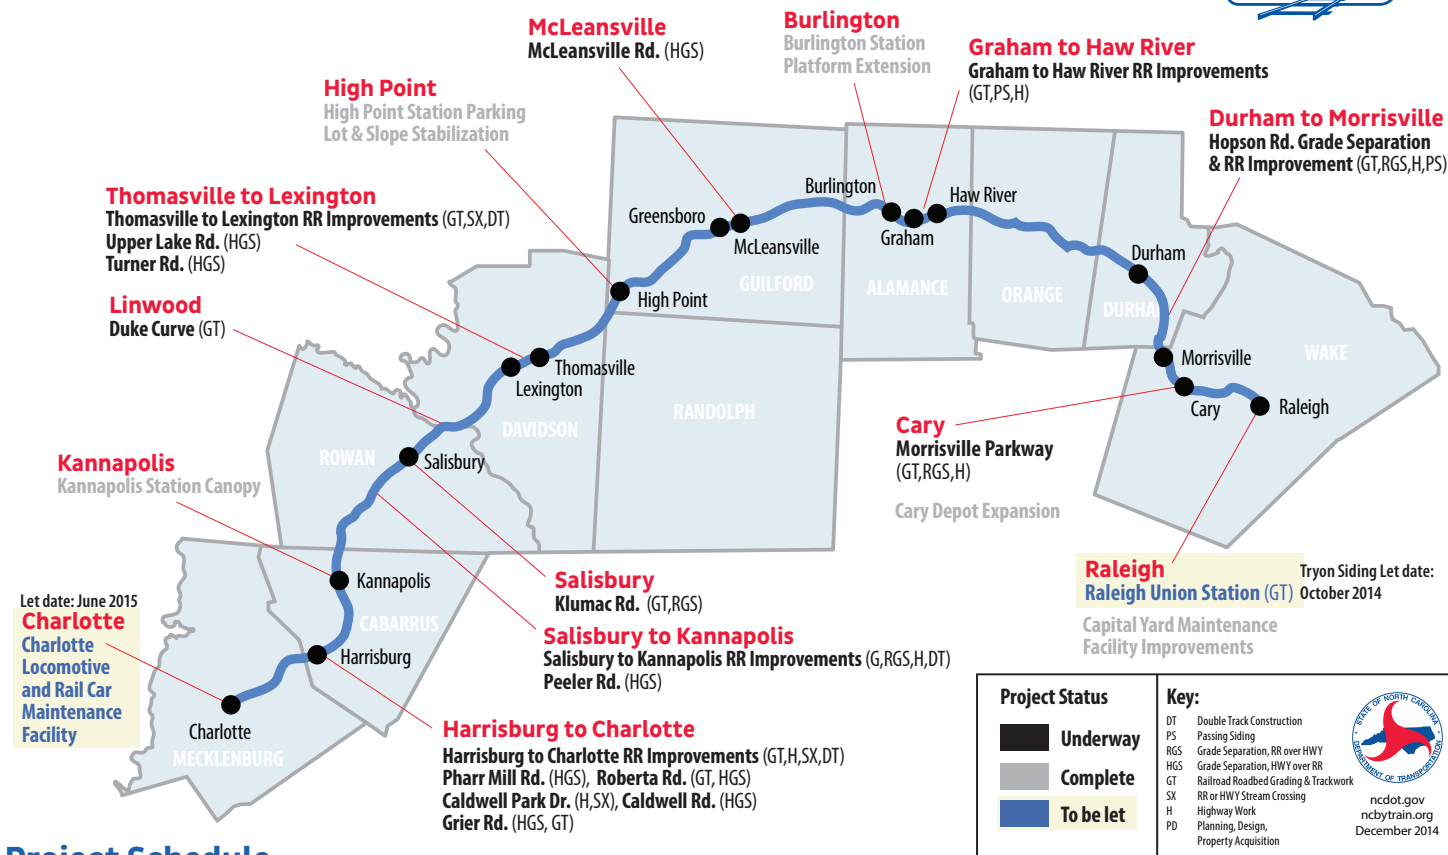 McLeansville
McLeansville Rd. (HGS)
Burlington
Burlington Station
Platform Extension
Graham to Haw River
Graham to Haw River RR Improvements
(GT,PS,H)
High Point
High Point Station Parking
Lot & Slope Stabilization
Durham to Morrisville
Hopson Rd. Grade Separation
& RR Improvement (GT,RGS,H,PS)
Thomasville to Lexington
Thomasville to Lexington RR Improvements (GT,SX,DT)
Upper Lake Rd. (HGS)
Turner Rd. (HGS)
Linwood
Duke Curve (GT)
Burlington
Haw River
Greensboro
McLeansville
Graham
Durham
GUILFORD
ALAMANCE
ORANGE
DURHA
High Point
Morrisville
WAKE
Thomasville
Lexington
Cary
Raleigh
RANDOLPH
DAVIDSON
ROWAN
Salisbury
Cary
Morrisville Parkway
(GT,RGS,H)
Cary Depot Expansion
Kannapolis
Kannapolis Station Canopy
Kannapolis
CABARRUS
Harrisburg
Charlotte
MECKLENBURG
Salisbury
Klumac Rd. (GT,RGS)
Salisbury to Kannapolis
Salisbury to Kannapolis RR Improvements (G,RGS,H,DT)
Peeler Rd. (HGS)
Raleigh
Raleigh Union Station (GT)
Tryon Siding Let date:
October 2014
Capital Yard Maintenance
Facility Improvements
Let date: June 2015
Charlotte
Charlotte
Locomotive
and Rail Car
Maintenance
Facility
Harrisburg to Charlotte
Harrisburg to Charlotte RR Improvements (GT,H,SX,DT)
Pharr Mill Rd. (HGS), Roberta Rd. (GT, HGS)
Caldwell Park Dr. (H,SX), Caldwell Rd. (HGS)
Grier Rd. (HGS, GT)
Project Status
Underway
Complete
To be let
Key:
DT Double Track Construction
PS Passing Siding
RGS Grade Separation, RR over HWY
HGS Grade Separation, HWY over RR
GT Railroad Roadbed Grading & Trackwork
SX RR or HWY Stream Crossing
H Highway Work
PD Planning, Design,
Property Acquisition
STATE OF NORTH CAROLINA
DEPARTMENT OF TRANSPORTATION
ncdot.gov
ncbytrain.org
December 2014
Project Schedule